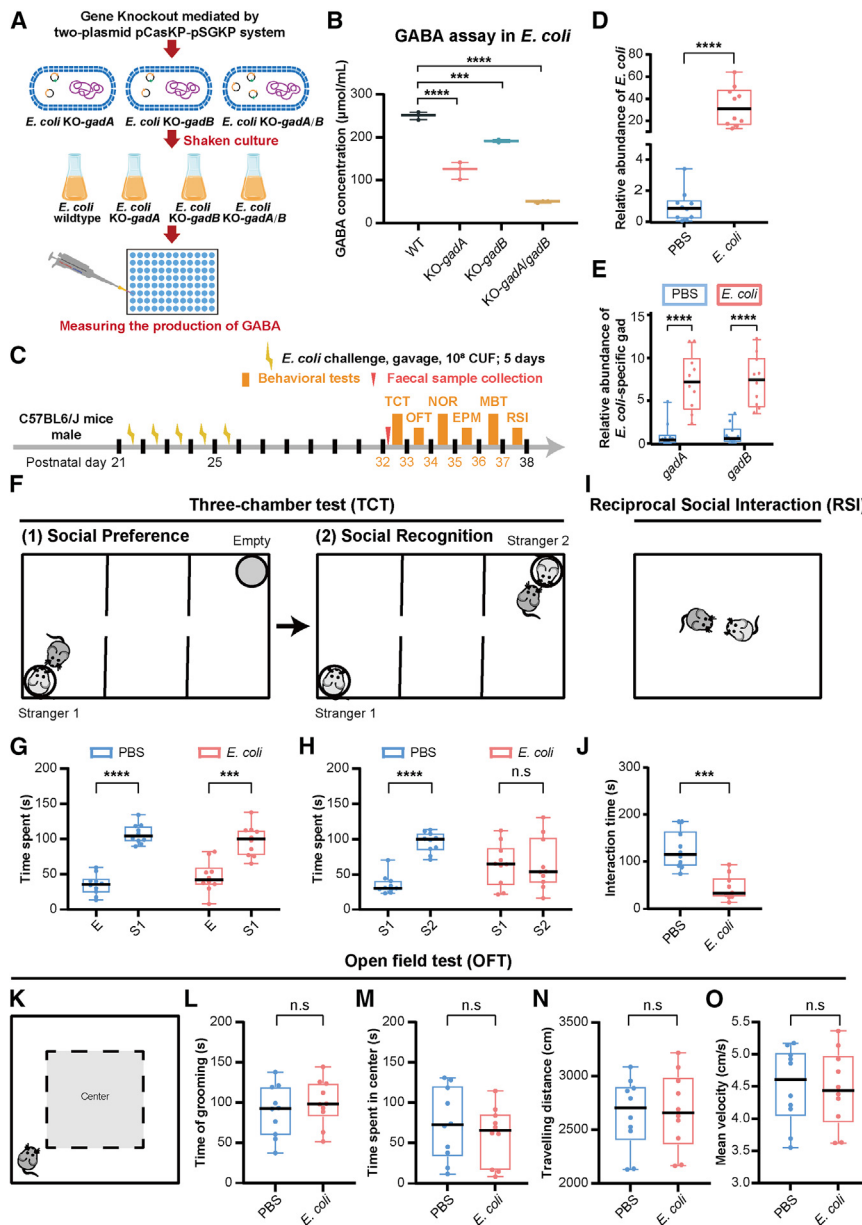 A
Gene Knockout mediated by
two-plasmid pCasKP-pSGKP system
E. coli KO-gadA E. coli KO-gadB E. coli KO-gadA/B
Shaken culture
E. coli wildtype
E. coli KO-gadA
E. coli KO-gadB
E. coli KO-gadA/B
Measuring the production of GABA
B
GABA assay in E. coli
****
***
****
GABA concentration (μmol/mL)
300
200
100
0
WT
KO-gadA
KO-gadB
KO-gadA/gadB
D
****
Relative abundance of E. coli
80
60
40
20
4
2
0
PBS
E. coli
E
PBS
E. coli
**** ****
Relative abundance of
E. coli-specific gad
15
10
5
0
gadA
gadB
C
E. coli challenge, gavage, 10⁸ CUF; 5 days
Behavioral tests
Faecal sample collection
C57BL6/J mice
male
TCT NOR MBT
OFT EPM RSI
Postnatal day 21 25 32 33 34 35 36 37 38
F
Three-chamber test (TCT)
(1) Social Preference
Empty
Stranger 1
(2) Social Recognition
Stranger 2
Stranger 1
I
Reciprocal Social Interaction (RSI)
G
PBS
E. coli
**** ***
Time spent (s)
200
150
100
50
0
E
S1
E
S1
H
PBS
E. coli
**** n.s
Time spent (s)
200
150
100
50
0
S1
S2
S1
S2
J
***
Interaction time (s)
300
200
100
0
PBS
E. coli
Open field test (OFT)
K
Center
L
n.s
Time of grooming (s)
200
150
100
50
0
PBS
E. coli
M
n.s
Time spent in center (s)
200
150
100
50
0
PBS
E. coli
N
n.s
Travelling distance (cm)
3500
3000
2500
2000
PBS
E. coli
O
n.s
Mean velocity (cm/s)
5.5
5.0
4.5
4.0
3.5
3.0
PBS
E. coli